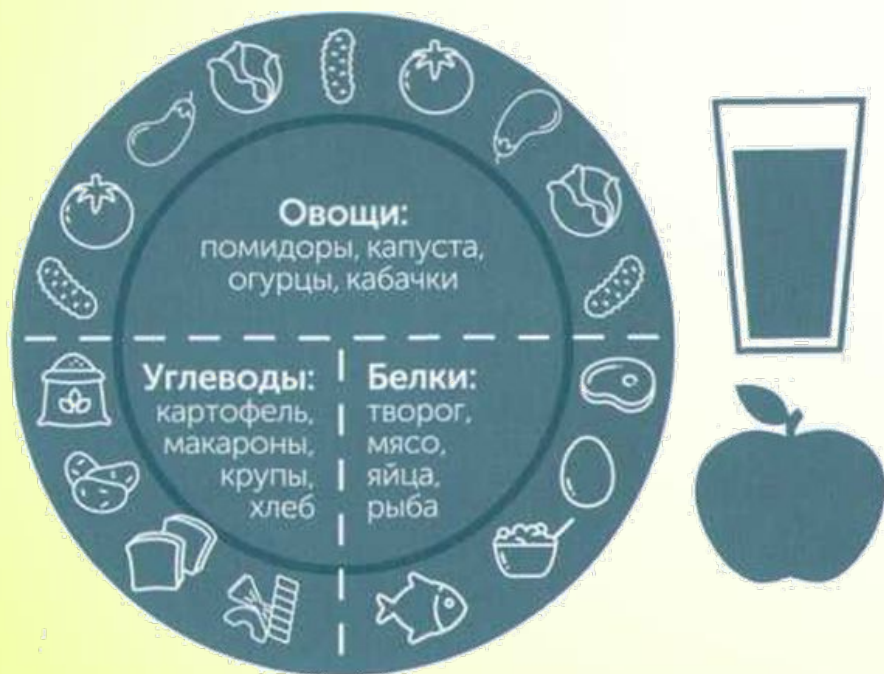 Овощи:
помидоры, капуста,
огурцы, кабачки
Углеводы:
картофель,
макароны,
крупы,
хлеб
Белки:
творог,
мясо,
яйца,
рыба